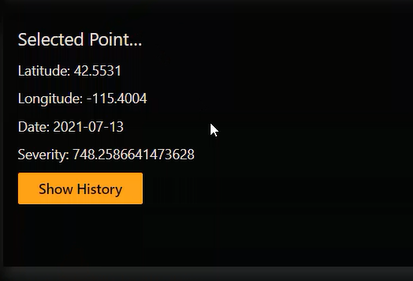 Selected Point...
Latitude: 42.5531
Longitude: -115.4004
Date: 2021-07-13
Severity: 748.2586641473628
Show History